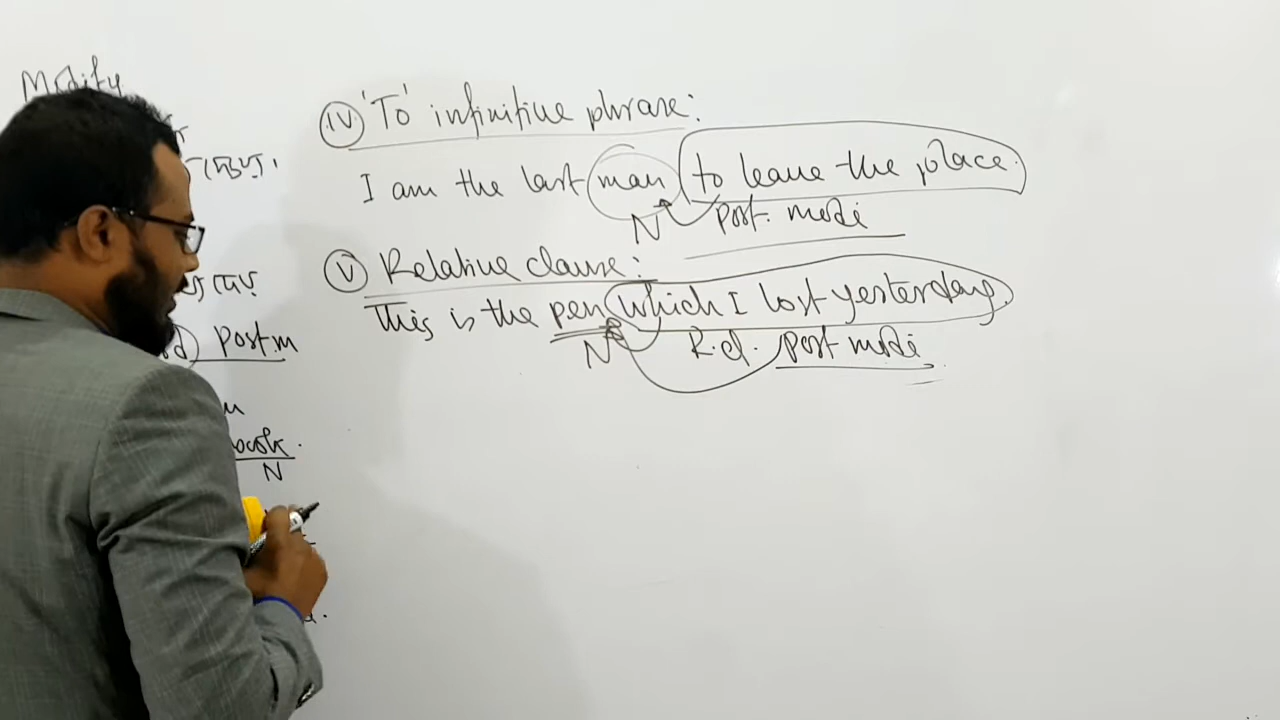 Modify
(iv) 'To' infinitive phrase:
I am the last man to leave the place.
N post. modi
(v) Relative clause:
This is the pen which I lost yesterday.
N R.cl. post modi
post.m
N